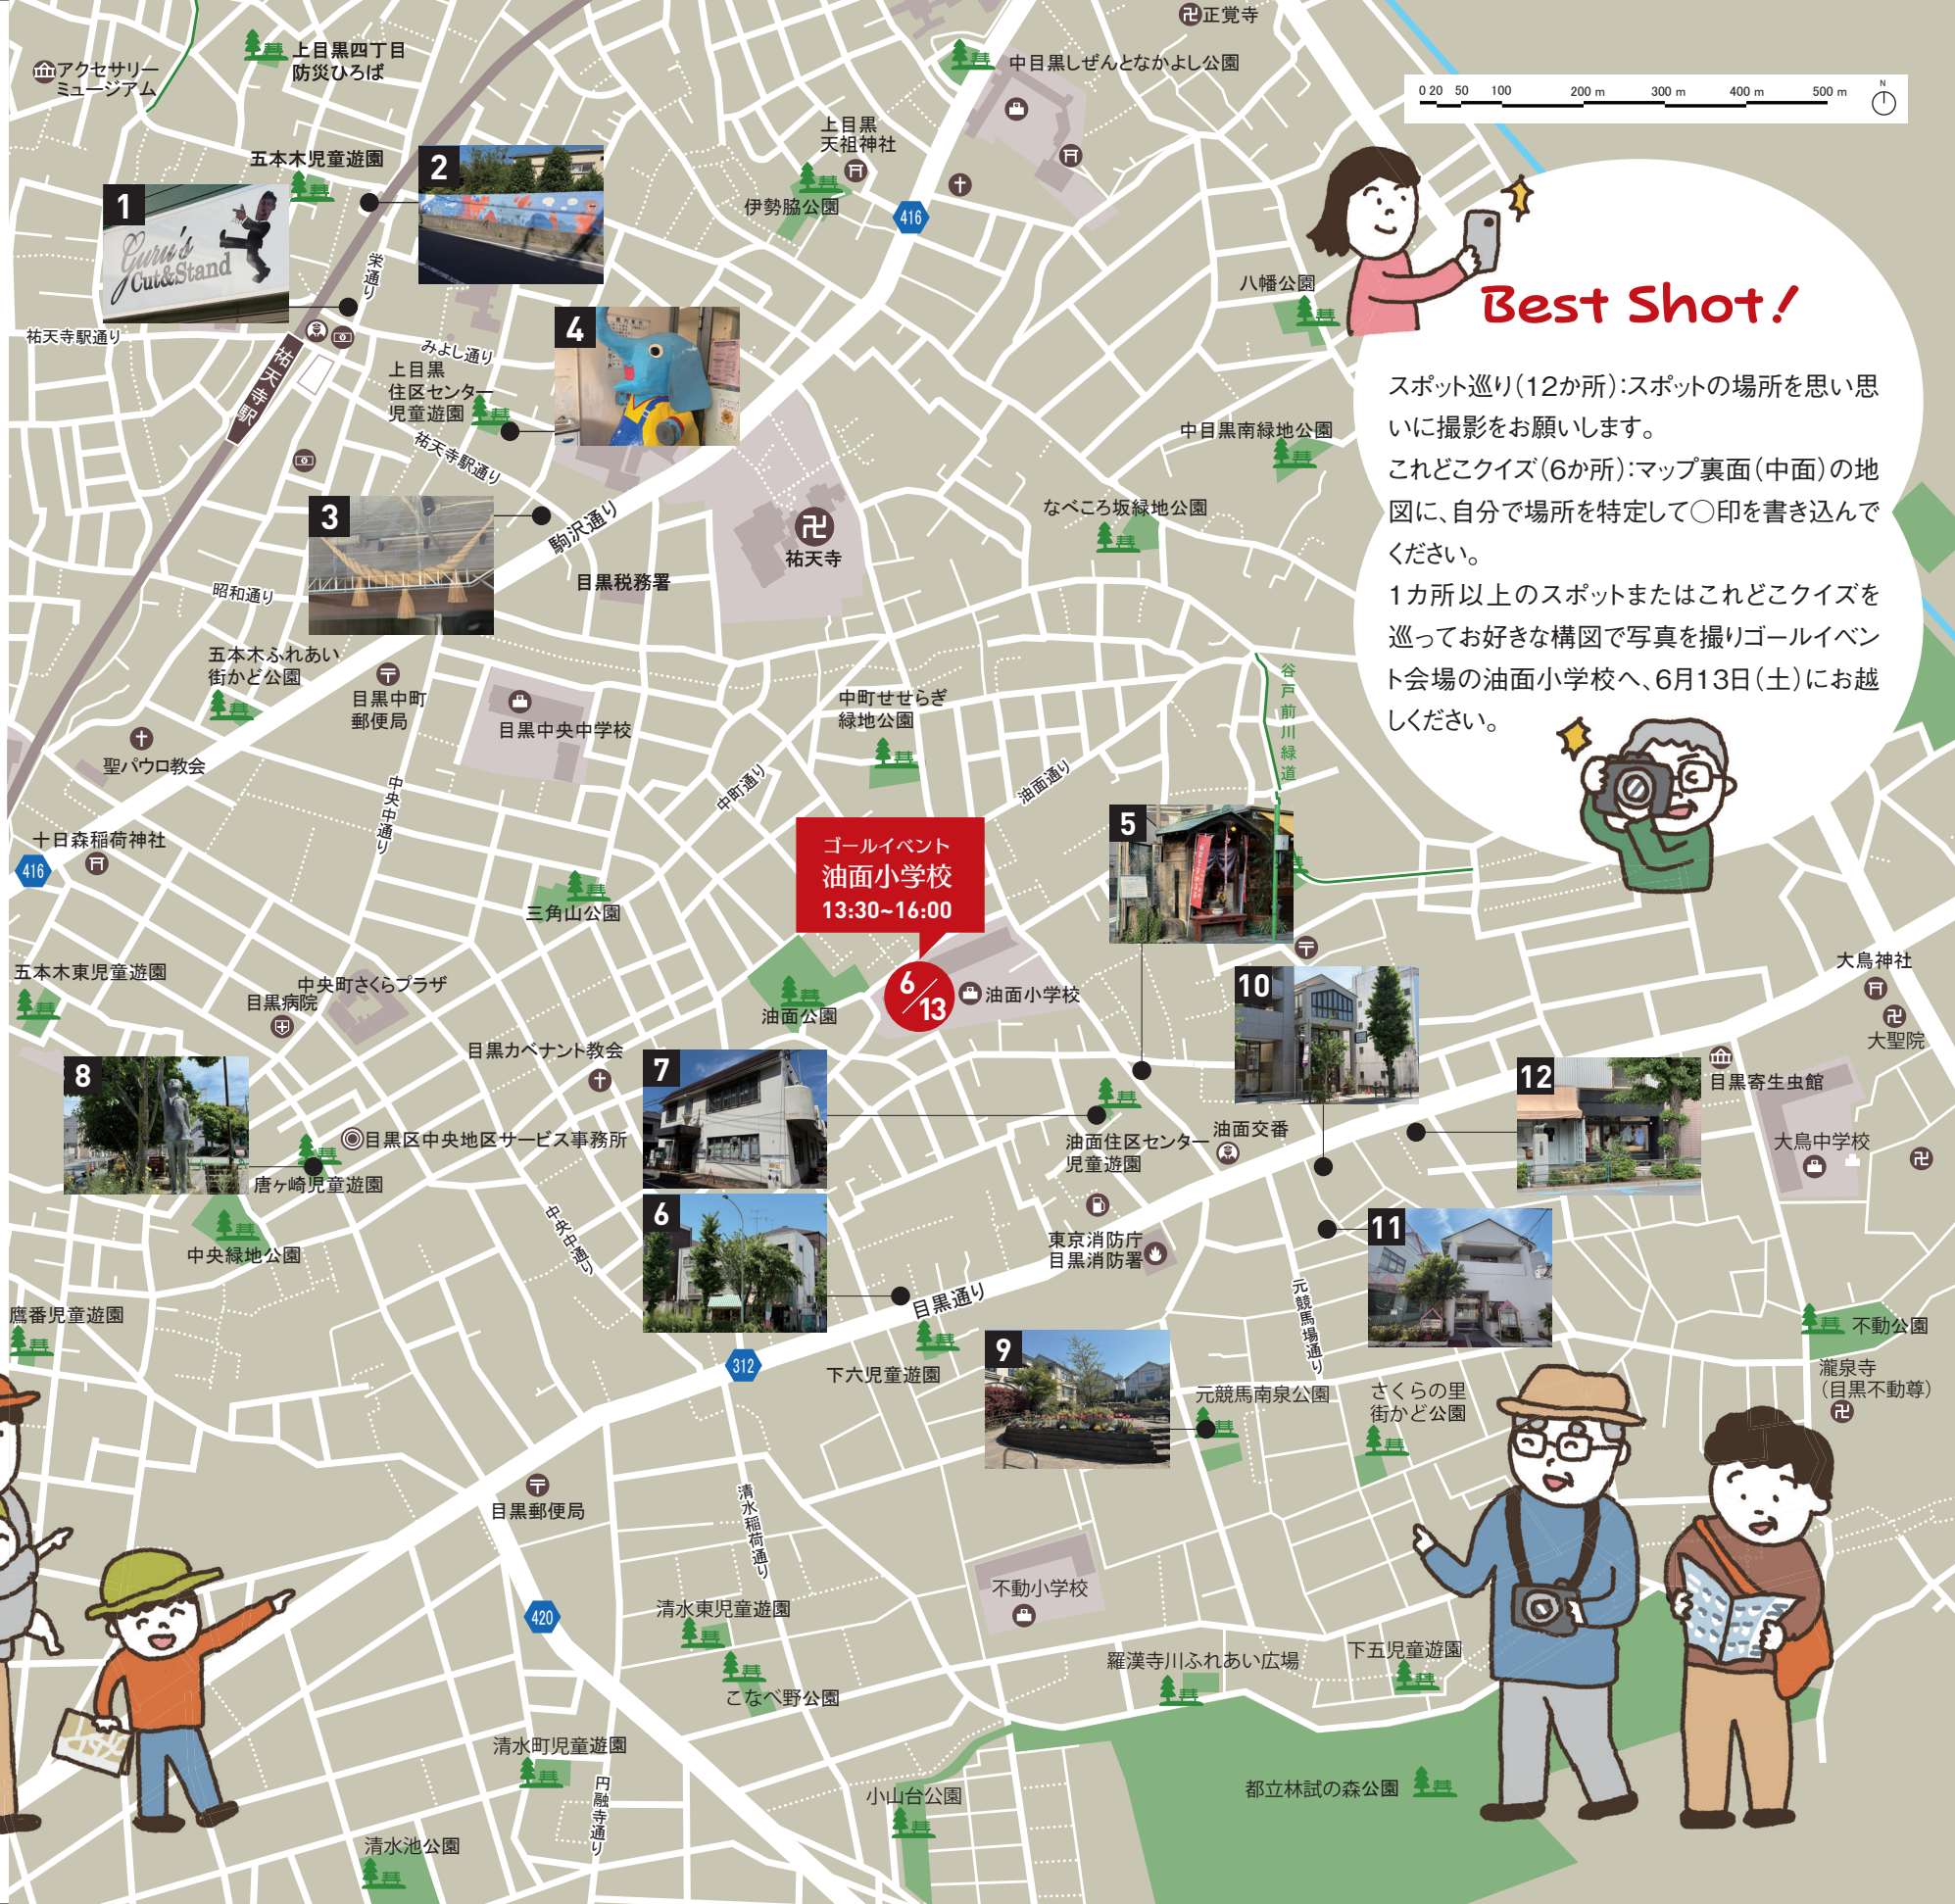 正覚寺
上目黒四丁目
防災ひろば
アクセサリー
ミュージアム
中目黒しぜんとなかよし公園
0 20 50 100 200 m 300 m 400 m 500 m
N
上目黒
天祖神社
五本木児童遊園
2
1
Guru's
Cut&Stand
伊勢脇公園
416
栄通り
八幡公園
Best Shot!
祐天寺駅通り
祐天寺駅
みよし通り
4
上目黒
住区センター
児童遊園
祐天寺駅通り
スポット巡り（12か所）：スポットの場所を思い思
いに撮影をお願いします。
これどこクイズ（6か所）：マップ裏面（中面）の地
図に、自分で場所を特定して○印を書き込んで
ください。
1カ所以上のスポットまたはこれどこクイズを
巡ってお好きな構図で写真を撮りゴールイベン
ト会場の油面小学校へ、6月13日（土）にお越
しください。
中目黒南緑地公園
なべころ坂緑地公園
3
駒沢通り
祐天寺
目黒税務署
昭和通り
五本木ふれあい
街かど公園
目黒中町
郵便局
目黒中央中学校
中町せせらぎ
緑地公園
谷戸前川緑道
聖パウロ教会
中央中通り
中町通り
油面通り
十日森稲荷神社
416
三角山公園
ゴールイベント
油面小学校
13:30~16:00
6/13
油面小学校
5
五本木東児童遊園
中央町さくらプラザ
目黒病院
油面公園
10
大鳥神社
大聖院
目黒カベナント教会
8
7
12
目黒寄生虫館
目黒区中央地区サービス事務所
唐ヶ崎児童遊園
油面住区センター
児童遊園
油面交番
大鳥中学校
中央緑地公園
中央中通り
6
東京消防庁
目黒消防署
11
目黒通り
元競馬場通り
鷹番児童遊園
312
下六児童遊園
9
元競馬南泉公園
さくらの里
街かど公園
不動公園
瀧泉寺
（目黒不動尊）
目黒郵便局
清水稲荷通り
420
不動小学校
清水東児童遊園
こなべ野公園
羅漢寺川ふれあい広場
下五児童遊園
清水町児童遊園
円融寺通り
小山台公園
都立林試の森公園
清水池公園